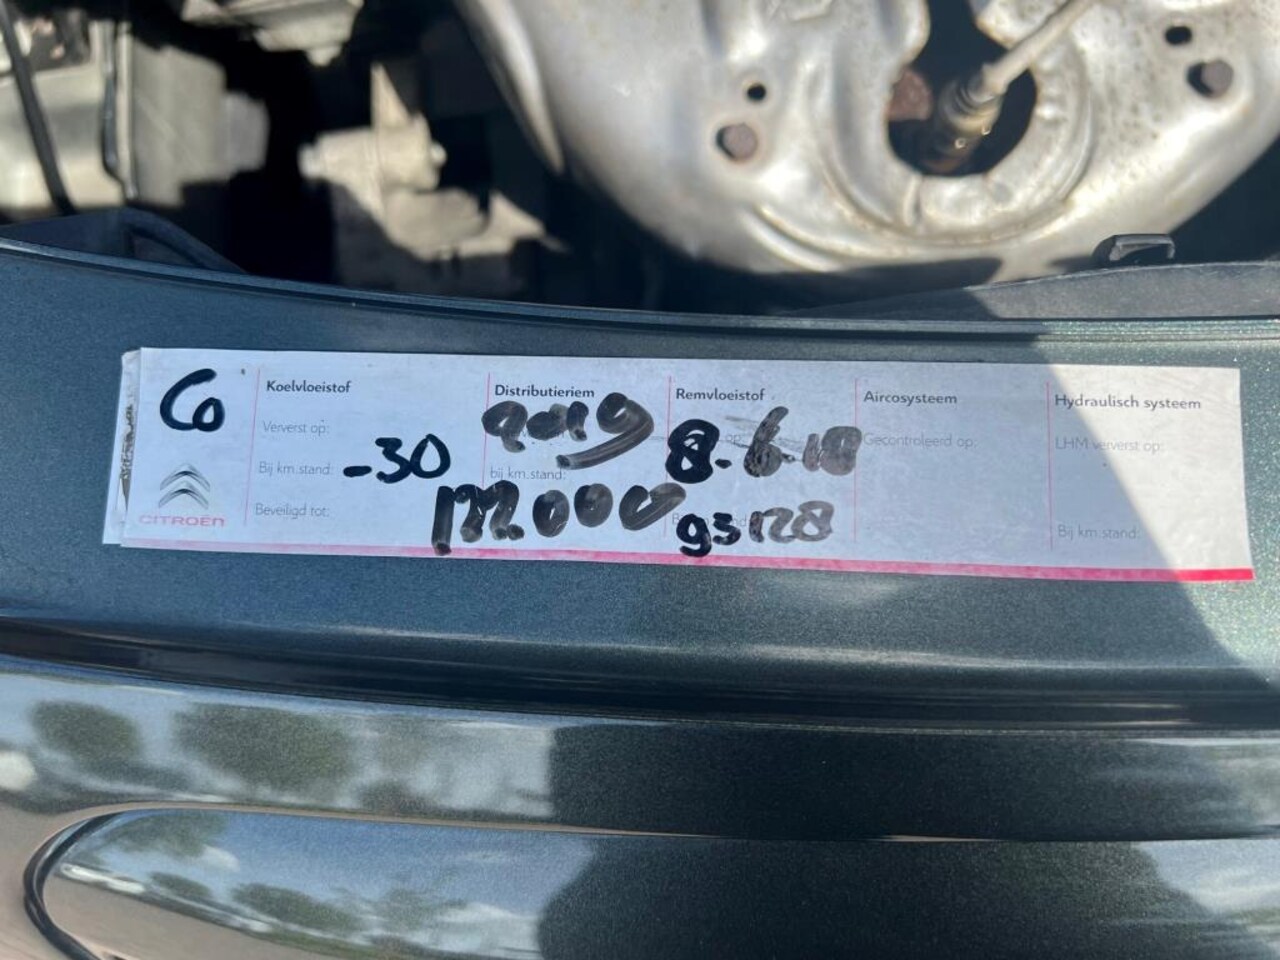 Co
CITROËN
Koelvloeistof
Ververst op:
Bij km.stand:
-30
Beveiligd tot:
Distributieriem
2019
bij km.stand:
122.000
Remvloeistof
8-6-18
93128
Aircosysteem
Gecontroleerd op:
Hydraulisch systeem
LHM ververst op:
Bij km.stand: